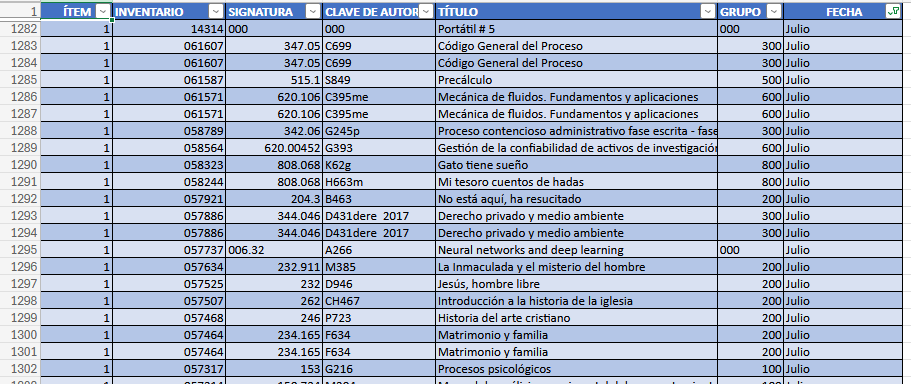 1 ÍTEM INVENTARIO SIGNATURA CLAVE DE AUTOR TÍTULO GRUPO FECHA
1282 1 14314 000 000 Portátil # 5 000 Julio
1283 1 061607 347.05 C699 Código General del Proceso 300 Julio
1284 1 061607 347.05 C699 Código General del Proceso 300 Julio
1285 1 061587 515.1 S849 Precálculo 500 Julio
1286 1 061571 620.106 C395me Mecánica de fluidos. Fundamentos y aplicaciones 600 Julio
1287 1 061571 620.106 C395me Mecánica de fluidos. Fundamentos y aplicaciones 600 Julio
1288 1 058789 342.06 G245p Proceso contencioso administrativo fase escrita - fase 300 Julio
1289 1 058564 620.00452 G393 Gestión de la confiabilidad de activos de investigación 600 Julio
1290 1 058323 808.068 K62g Gato tiene sueño 800 Julio
1291 1 058244 808.068 H663m Mi tesoro cuentos de hadas 800 Julio
1292 1 057921 204.3 B463 No está aquí, ha resucitado 200 Julio
1293 1 057886 344.046 D431dere 2017 Derecho privado y medio ambiente 300 Julio
1294 1 057886 344.046 D431dere 2017 Derecho privado y medio ambiente 300 Julio
1295 1 057737 006.32 A266 Neural networks and deep learning 000 Julio
1296 1 057634 232.911 M385 La Inmaculada y el misterio del hombre 200 Julio
1297 1 057525 232 D946 Jesús, hombre libre 200 Julio
1298 1 057507 262 CH467 Introducción a la historia de la iglesia 200 Julio
1299 1 057468 246 P723 Historia del arte cristiano 200 Julio
1300 1 057464 234.165 F634 Matrimonio y familia 200 Julio
1301 1 057464 234.165 F634 Matrimonio y familia 200 Julio
1302 1 057317 153 G216 Procesos psicológicos 100 Julio